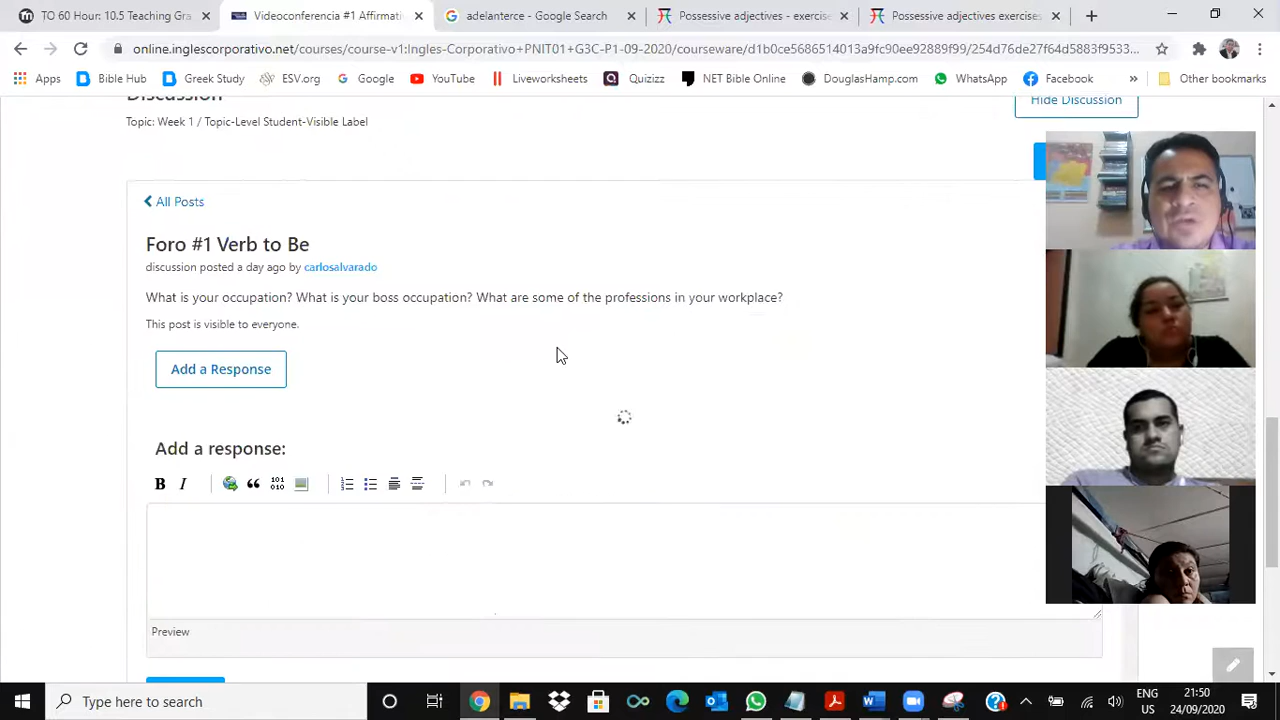 TO 60 Hour: 10.5 Teaching Gra
Videoconferencia #1 Affirmati
adelánterce - Google Search
Possessive adjectives - exercise
Possessive adjectives exercises
online.inglescorporativo.net/courses/course-v1:Ingles-Corporativo+PNIT01+G3C-P1-09-2020/courseware/d1b0ce5686514013a9fc90ee92889f99/254d76de27f64d5883f9533...
Apps
Bible Hub
Greek Study
ESV.org
Google
YouTube
Liveworksheets
Quizizz
NET Bible Online
DouglasHamp.com
WhatsApp
Facebook
Other bookmarks
Discussion
Hide Discussion
Topic: Week 1 / Topic-Level Student-Visible Label
All Posts
Foro #1 Verb to Be
discussion posted a day ago by carlosalvarado
What is your occupation? What is your boss occupation? What are some of the professions in your workplace?
This post is visible to everyone.
Add a Response
Add a response:
B I
101
010
Preview
Type here to search
ENG
US
21:50
24/09/2020